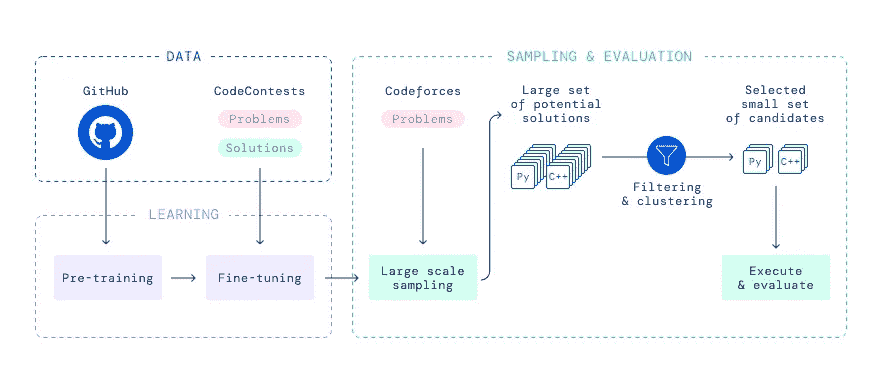 DATA
GitHub
CodeContests
Problems
Solutions
LEARNING
Pre-training
Fine-tuning
SAMPLING & EVALUATION
Codeforces
Problems
Large scale
sampling
Large set
of potential
solutions
Py
C++
Filtering
& clustering
Selected
small set
of candidates
Py
C++
Execute
& evaluate